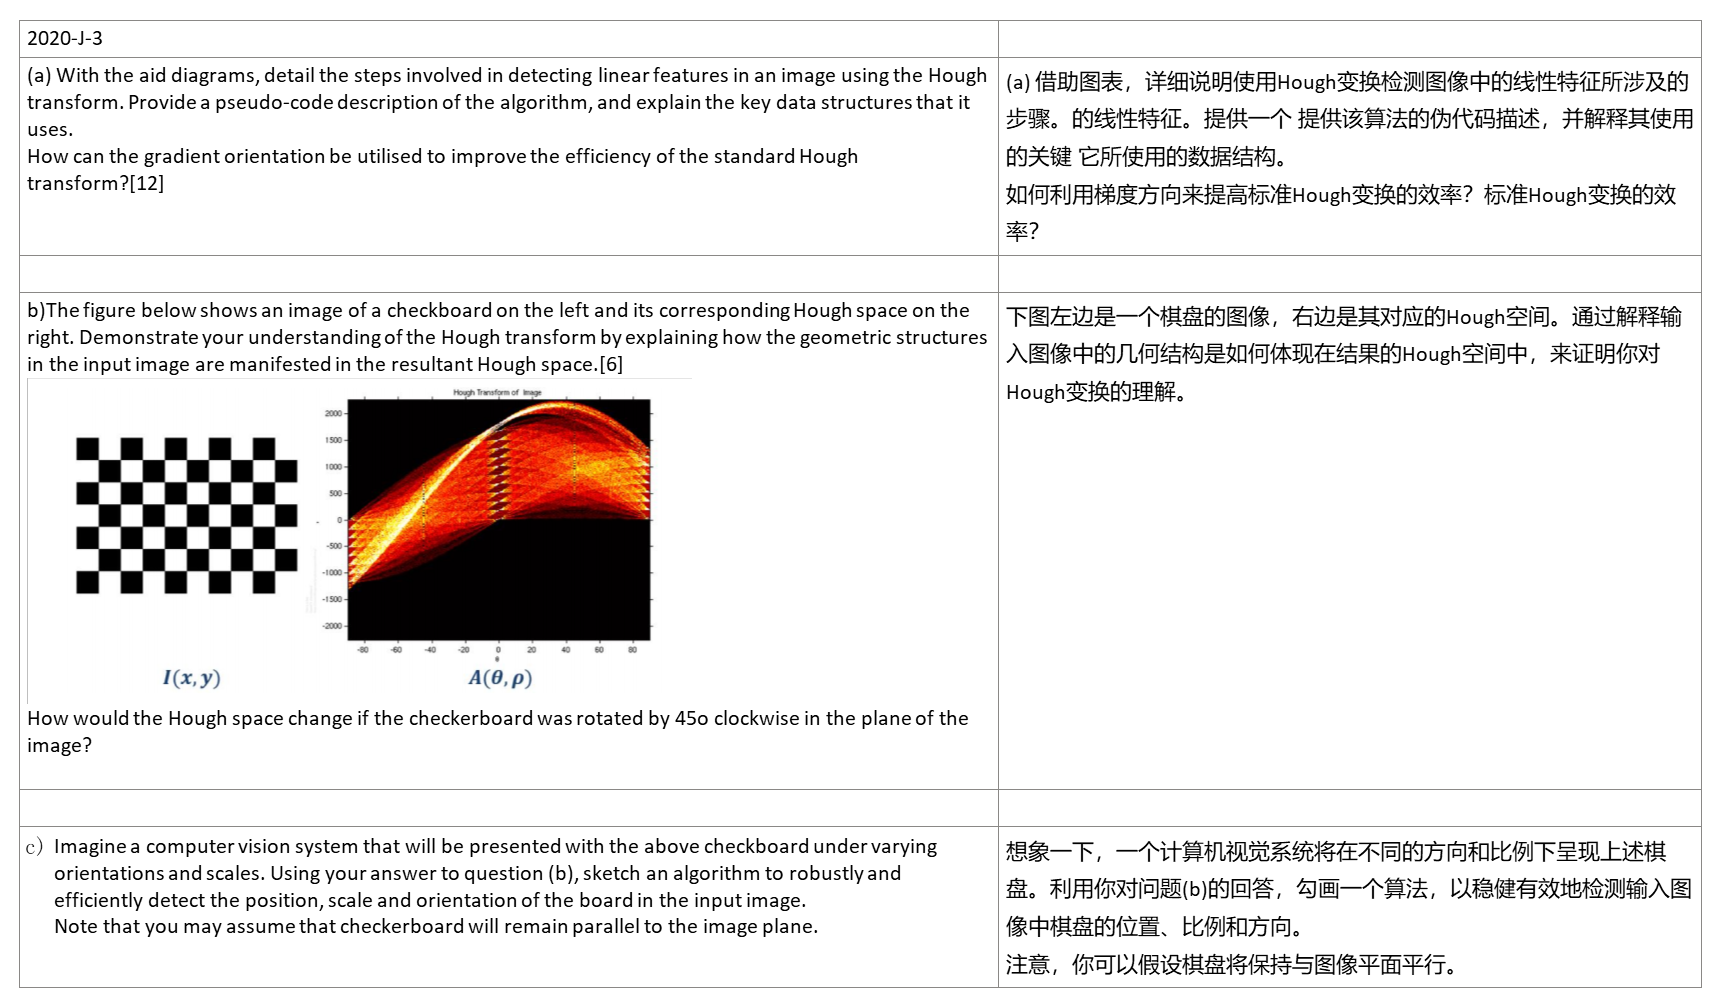 2020-J-3
(a) With the aid diagrams, detail the steps involved in detecting linear features in an image using the Hough
transform. Provide a pseudo-code description of the algorithm, and explain the key data structures that it
uses.
How can the gradient orientation be utilised to improve the efficiency of the standard Hough
transform?[12]
(a) 借助图表，详细说明使用Hough变换检测图像中的线性特征所涉及的
步骤。的线性特征。提供一个 提供该算法的伪代码描述，并解释其使用
的关键 它所使用的数据结构。
如何利用梯度方向来提高标准Hough变换的效率？标准Hough变换的效
率？
b)The figure below shows an image of a checkboard on the left and its corresponding Hough space on the
right. Demonstrate your understanding of the Hough transform by explaining how the geometric structures
in the input image are manifested in the resultant Hough space.[6]
Hough Transform of Image
2000
1500
1000
500
0
-500
-1000
-1500
-2000
-80 -60 -40 -20 0 20 40 60 80
θ
I(x, y)
A(θ, ρ)
How would the Hough space change if the checkerboard was rotated by 45o clockwise in the plane of the
image?
下图左边是一个棋盘的图像，右边是其对应的Hough空间。通过解释输
入图像中的几何结构是如何体现在结果的Hough空间中，来证明你对
Hough变换的理解。
c) Imagine a computer vision system that will be presented with the above checkboard under varying
orientations and scales. Using your answer to question (b), sketch an algorithm to robustly and
efficiently detect the position, scale and orientation of the board in the input image.
Note that you may assume that checkerboard will remain parallel to the image plane.
想象一下，一个计算机视觉系统将在不同的方向和比例下呈现上述棋
盘。利用你对问题(b)的回答，勾画一个算法，以稳健有效地检测输入图
像中棋盘的位置、比例和方向。
注意，你可以假设棋盘将保持与图像平面平行。